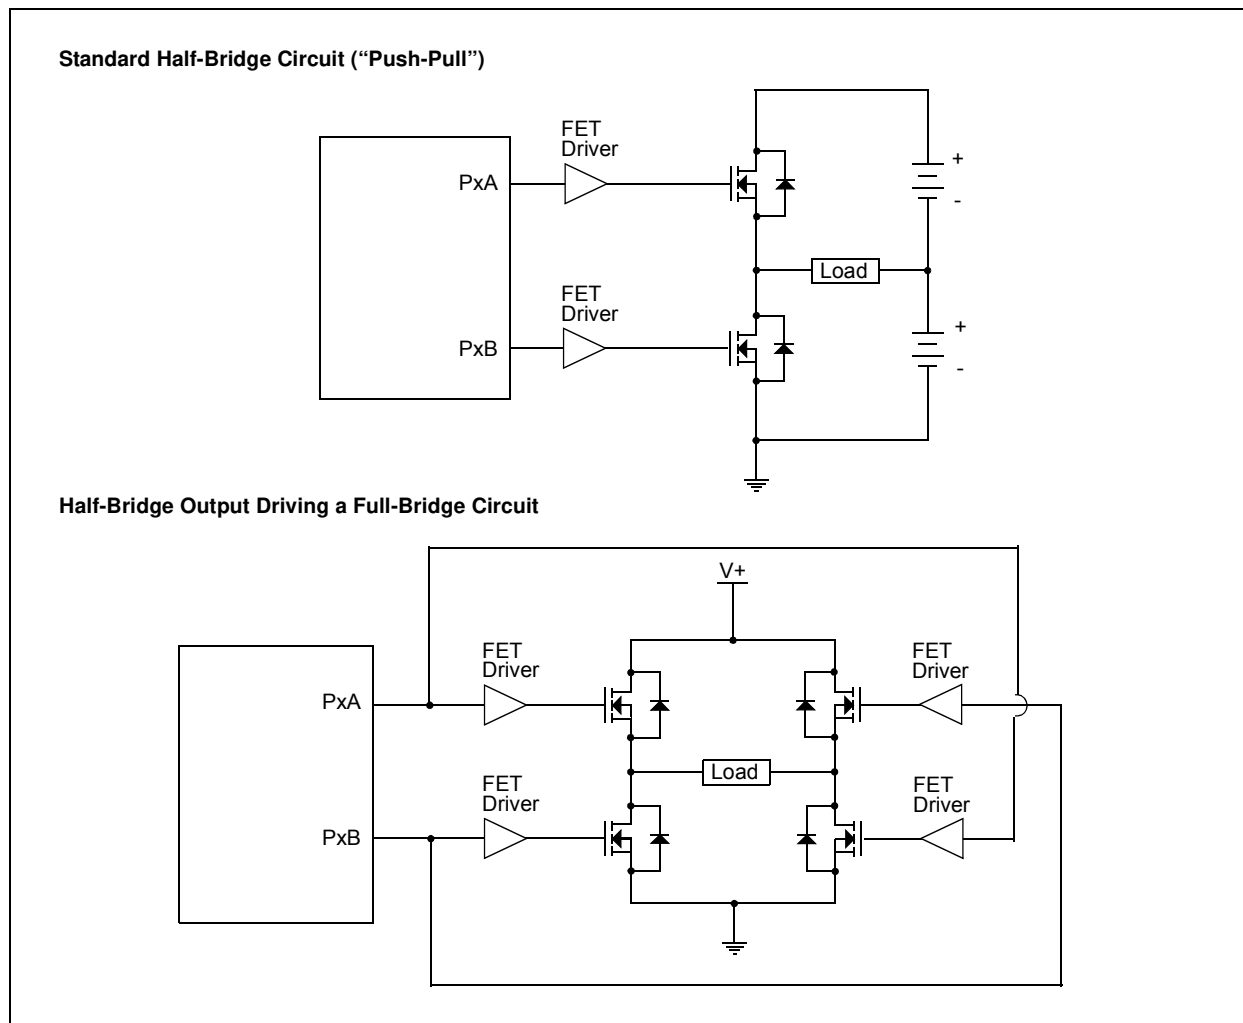 Standard Half-Bridge Circuit (“Push-Pull”)
FET
Driver
PxA
+
-
Load
FET
Driver
PxB
+
-
Half-Bridge Output Driving a Full-Bridge Circuit
V+
FET
Driver
FET
Driver
PxA
Load
FET
Driver
FET
Driver
PxB